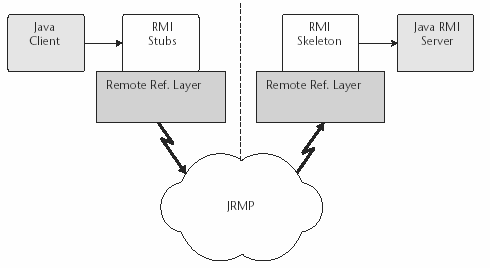 Java
Client
RMI
Stubs
RMI
Skeleton
Java RMI
Server
Remote Ref. Layer
Remote Ref. Layer
JRMP